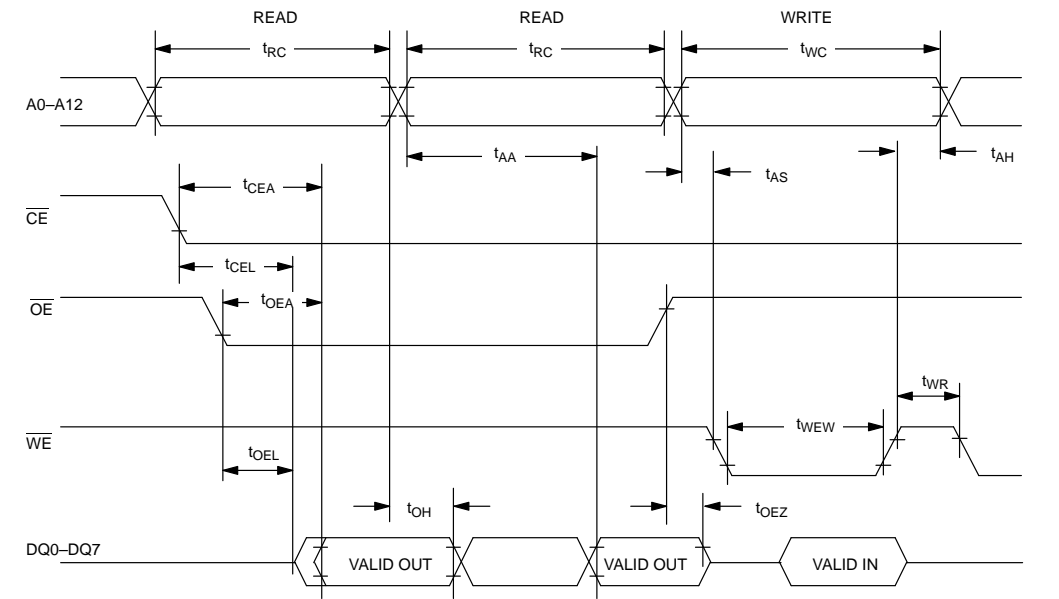 READ READ WRITE
tRC tRC tWC
A0–A12
tAA tAS tAH
tCEA
CE
tCEL
tOEA
OE
tWR
tWEW
WE
tOEL
tOH tOEZ
DQ0–DQ7 VALID OUT VALID OUT VALID IN